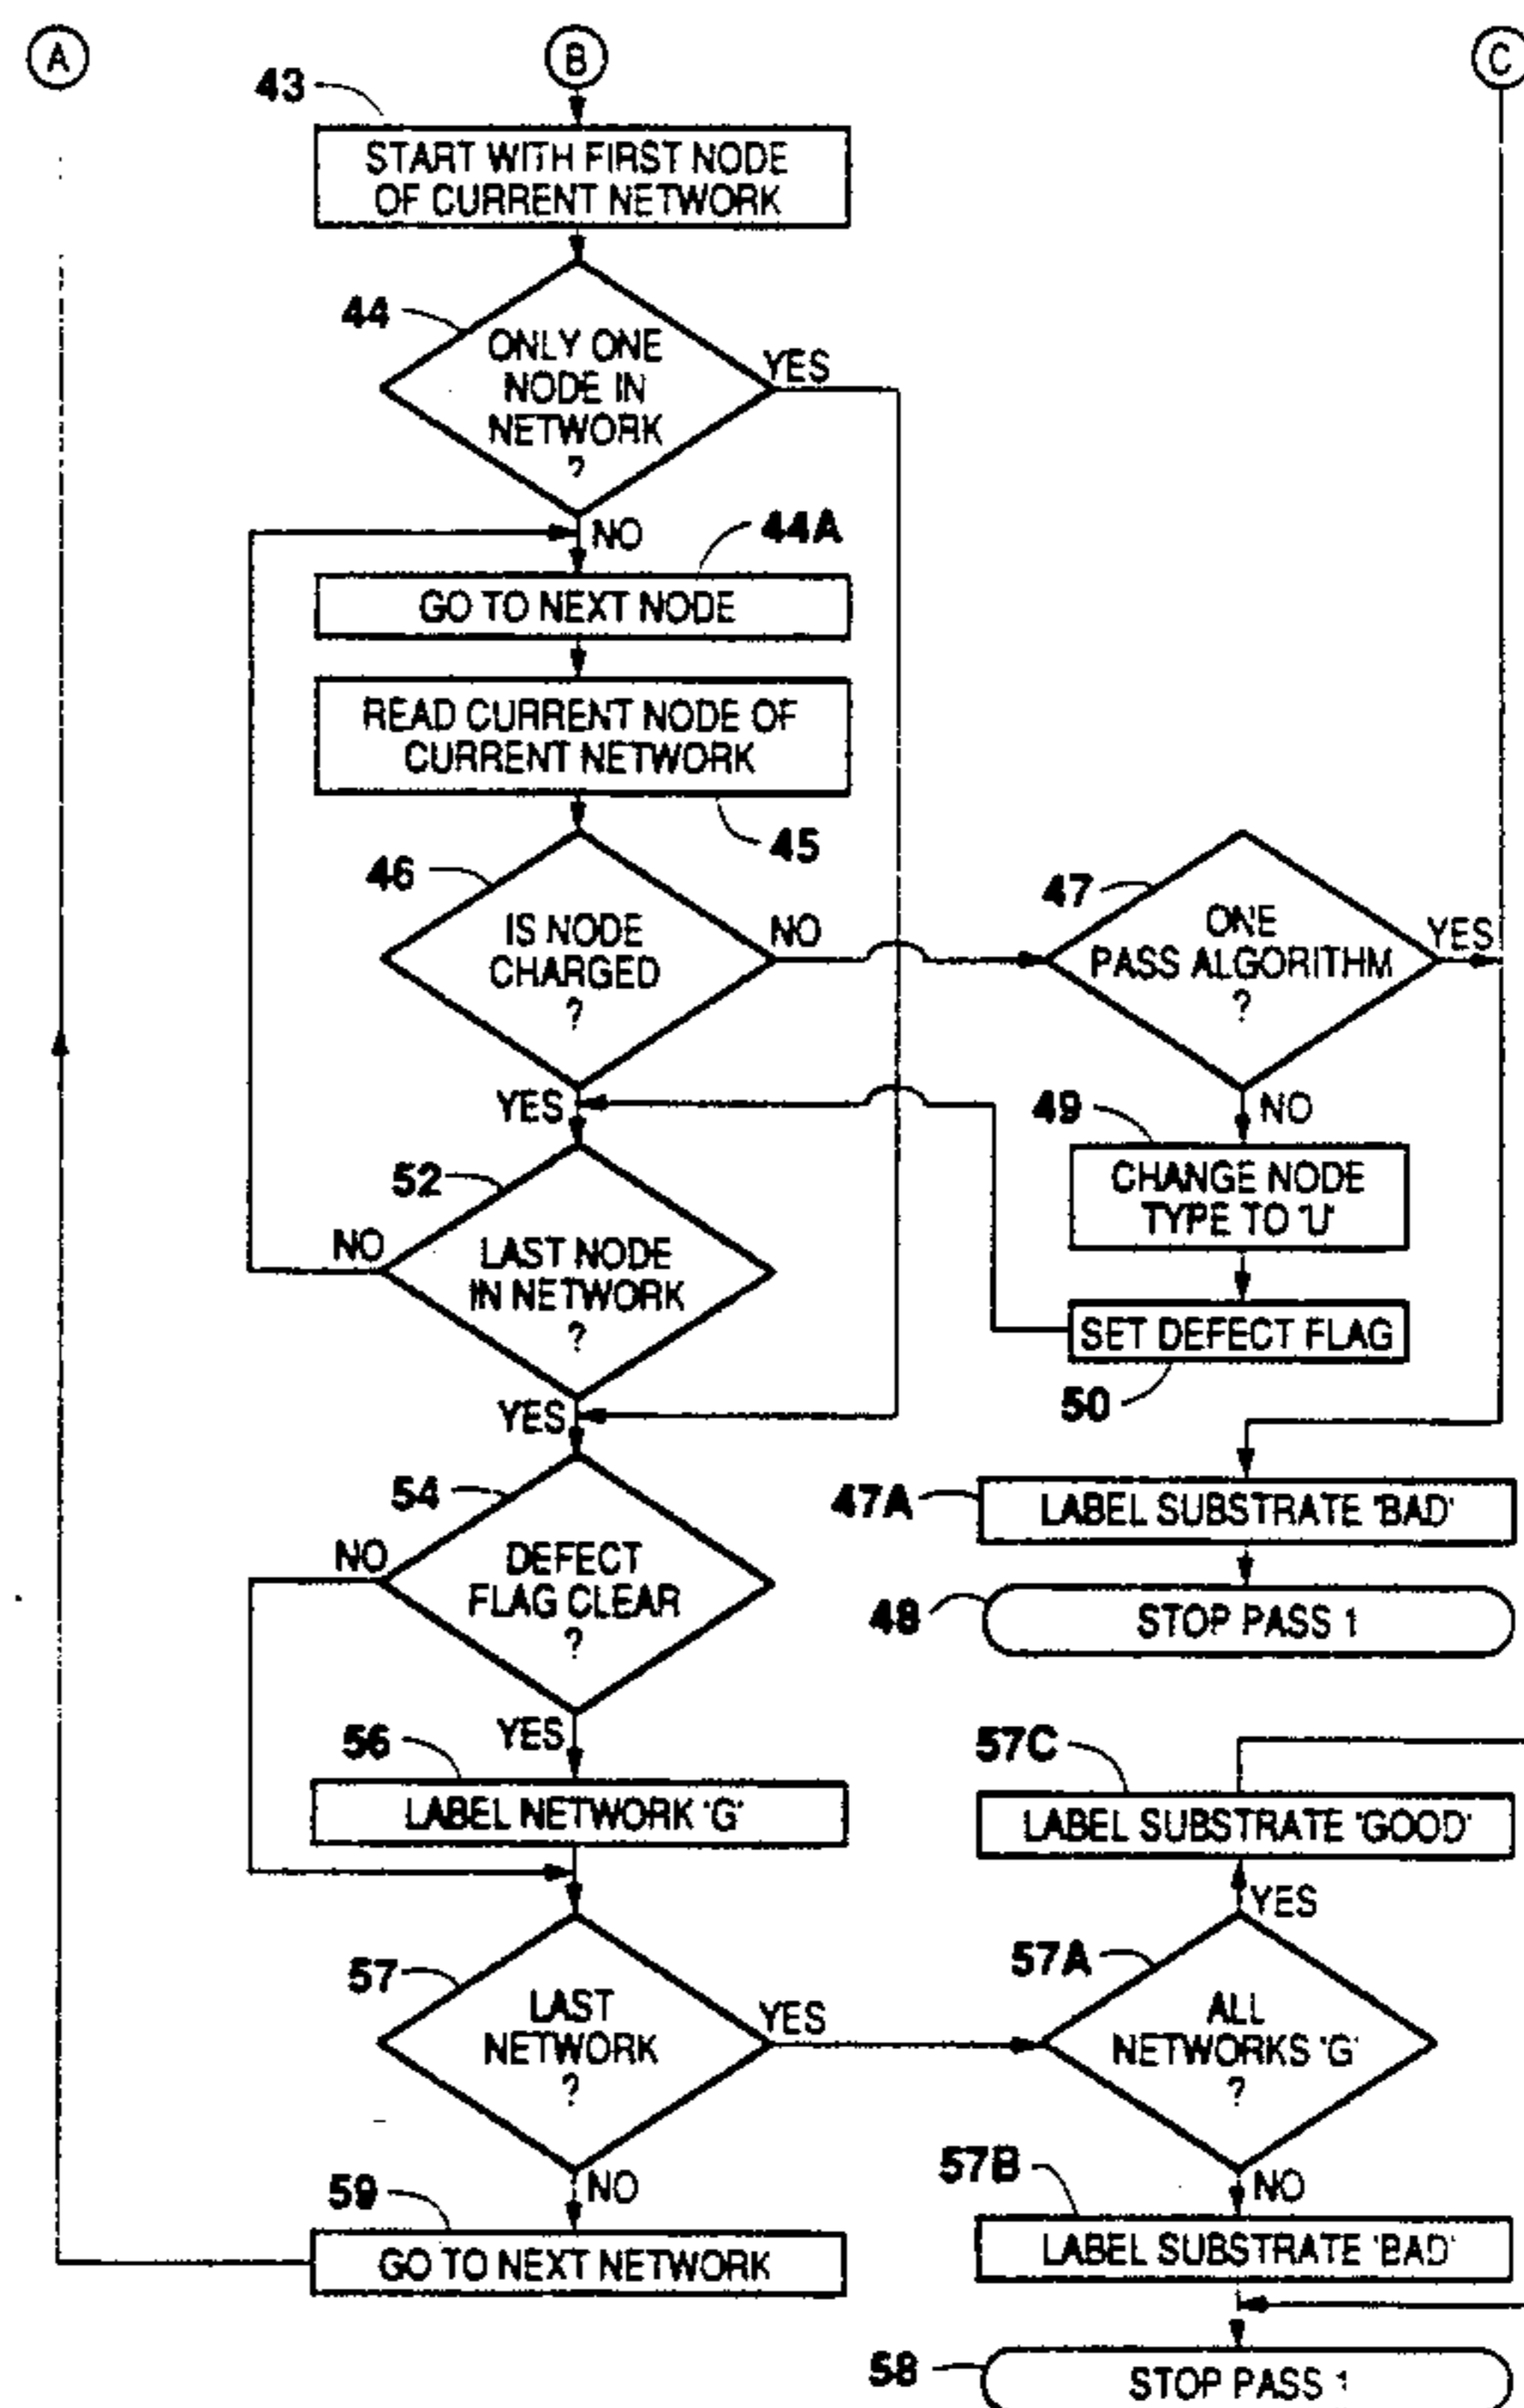 A
B
C
43
START WITH FIRST NODE
OF CURRENT NETWORK
44
ONLY ONE
NODE IN
NETWORK
?
YES
NO
44A
GO TO NEXT NODE
READ CURRENT NODE OF
CURRENT NETWORK
45
46
IS NODE
CHARGED
?
NO
YES
47
ONE
PASS ALGORITHM
?
YES
NO
49
CHANGE NODE
TYPE TO 'U'
SET DEFECT FLAG
50
52
LAST NODE
IN NETWORK
?
NO
YES
47A
LABEL SUBSTRATE 'BAD'
48
STOP PASS 1
54
DEFECT
FLAG CLEAR
?
NO
YES
56
LABEL NETWORK 'G'
57C
LABEL SUBSTRATE 'GOOD'
YES
57
LAST
NETWORK
?
YES
NO
57A
ALL
NETWORKS 'G'
?
NO
57B
LABEL SUBSTRATE 'BAD'
59
GO TO NEXT NETWORK
58
STOP PASS 1